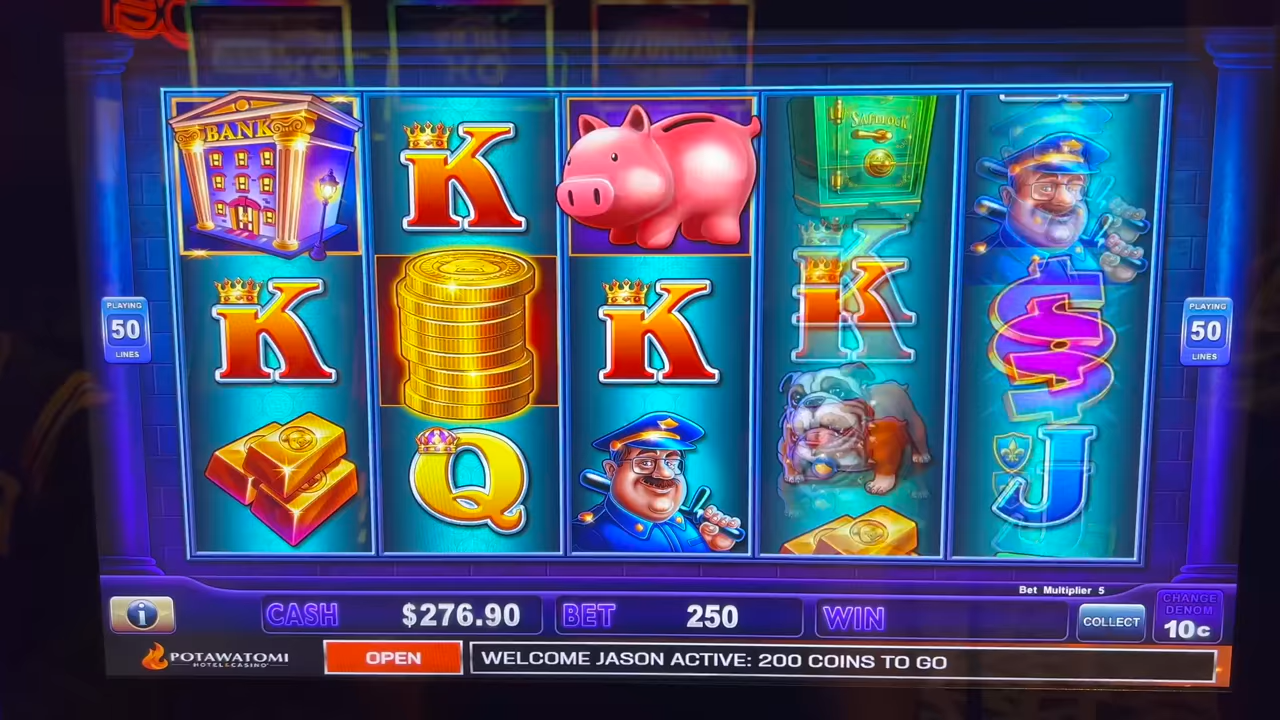 BANK
K
SAFELOCK
K
K
K
Q
J
PLAYING
50
LINES
PLAYING
50
LINES
Bet Multiplier 5
i
CASH $276.90 BET 250 WIN
COLLECT
CHANGE
DENOM.
10¢
POTAWATOMI
HOTEL & CASINO
OPEN
WELCOME JASON ACTIVE: 200 COINS TO GO